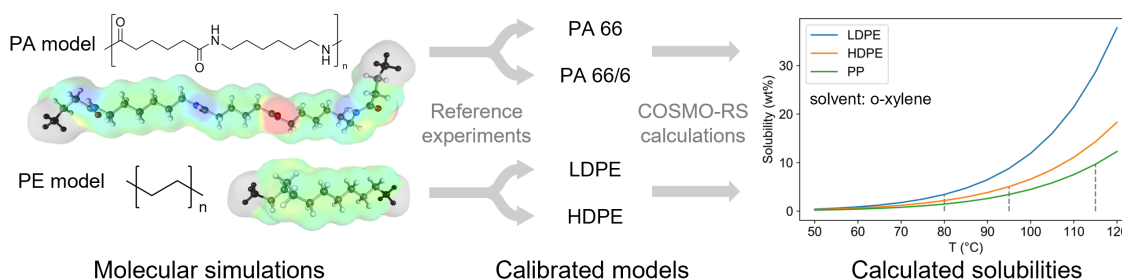 PA model
O
H
N
O
N
H
n
PE model
n
Molecular simulations
PA 66
PA 66/6
Reference
experiments
LDPE
HDPE
Calibrated models
COSMO-RS
calculations
LDPE
HDPE
PP
solvent: o-xylene
Solubility (wt%)
30
20
10
0
50 60 70 80 90 100 110 120
T (°C)
Calculated solubilities